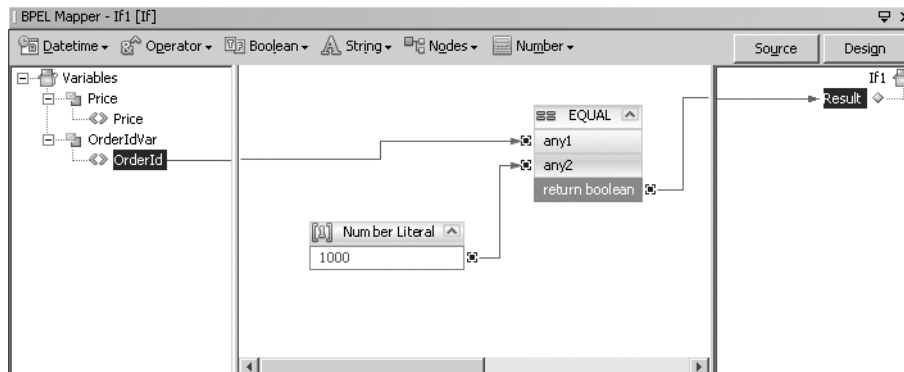 BPEL Mapper - If1 [If]
Datetime Operator Boolean String Nodes Number Source Design
Variables
Price
Price
OrderIdVar
OrderId
EQUAL
any1
any2
return boolean
Number Literal
1000
If1
Result